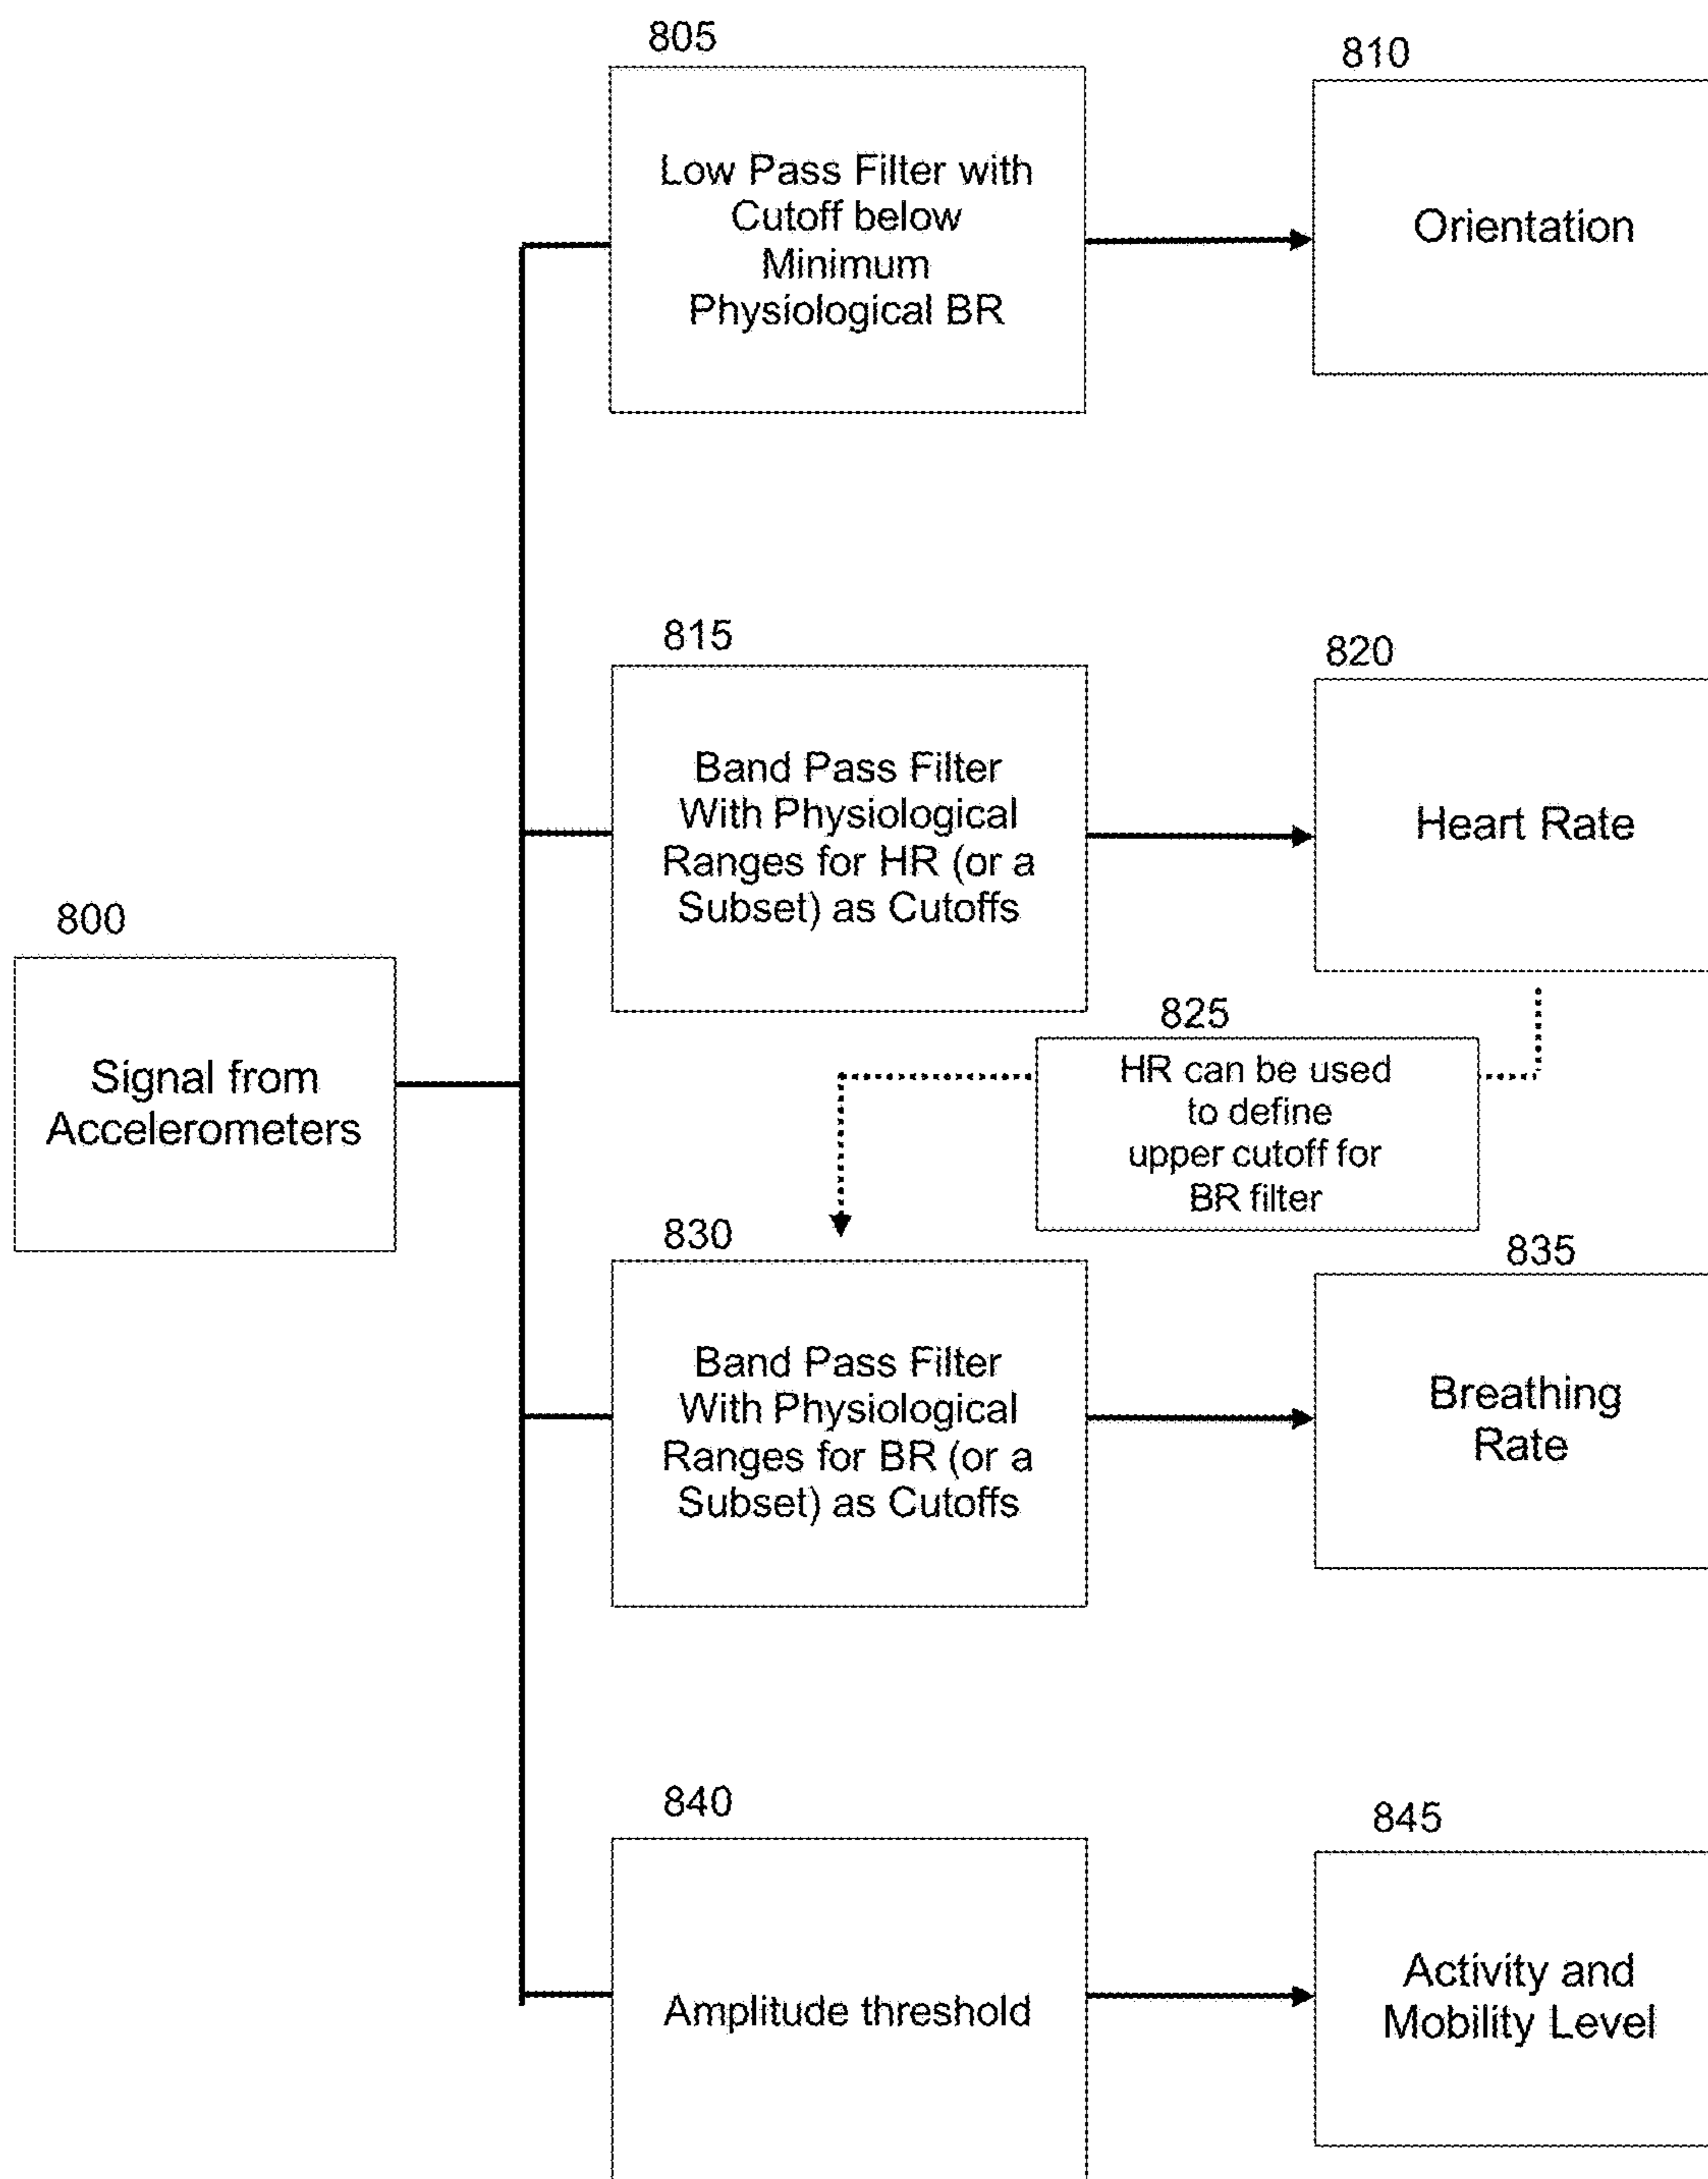 805
Low Pass Filter with
Cutoff below
Minimum
Physiological BR
810
Orientation
815
Band Pass Filter
With Physiological
Ranges for HR (or a
Subset) as Cutoffs
820
Heart Rate
800
Signal from
Accelerometers
825
HR can be used
to define
upper cutoff for
BR filter
830
Band Pass Filter
With Physiological
Ranges for BR (or a
Subset) as Cutoffs
835
Breathing
Rate
840
Amplitude threshold
845
Activity and
Mobility Level